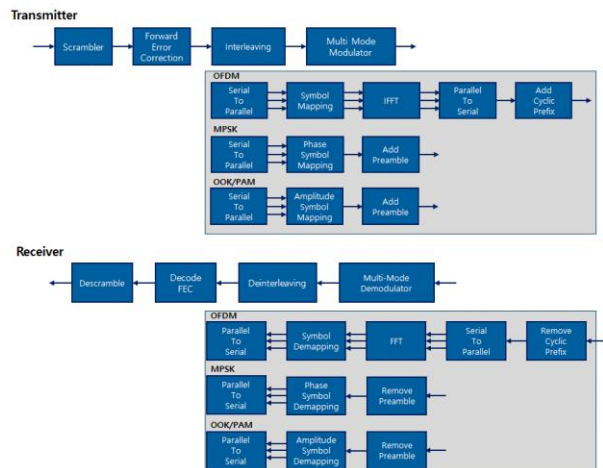 Transmitter
Scrambler
Forward
Error
Correction
Interleaving
Multi Mode
Modulator
OFDM
Serial
To
Parallel
Symbol
Mapping
IFFT
Parallel
To
Serial
Add
Cyclic
Prefix
MPSK
Serial
To
Parallel
Phase
Symbol
Mapping
Add
Preamble
OOK/PAM
Serial
To
Parallel
Amplitude
Symbol
Mapping
Add
Preamble
Receiver
Descramble
Decode
FEC
Deinterleaving
Multi-Mode
Demodulator
OFDM
Parallel
To
Serial
Symbol
Demapping
FFT
Serial
To
Parallel
Remove
Cyclic
Prefix
MPSK
Parallel
To
Serial
Phase
Symbol
Demapping
Remove
Preamble
OOK/PAM
Parallel
To
Serial
Amplitude
Symbol
Demapping
Remove
Preamble